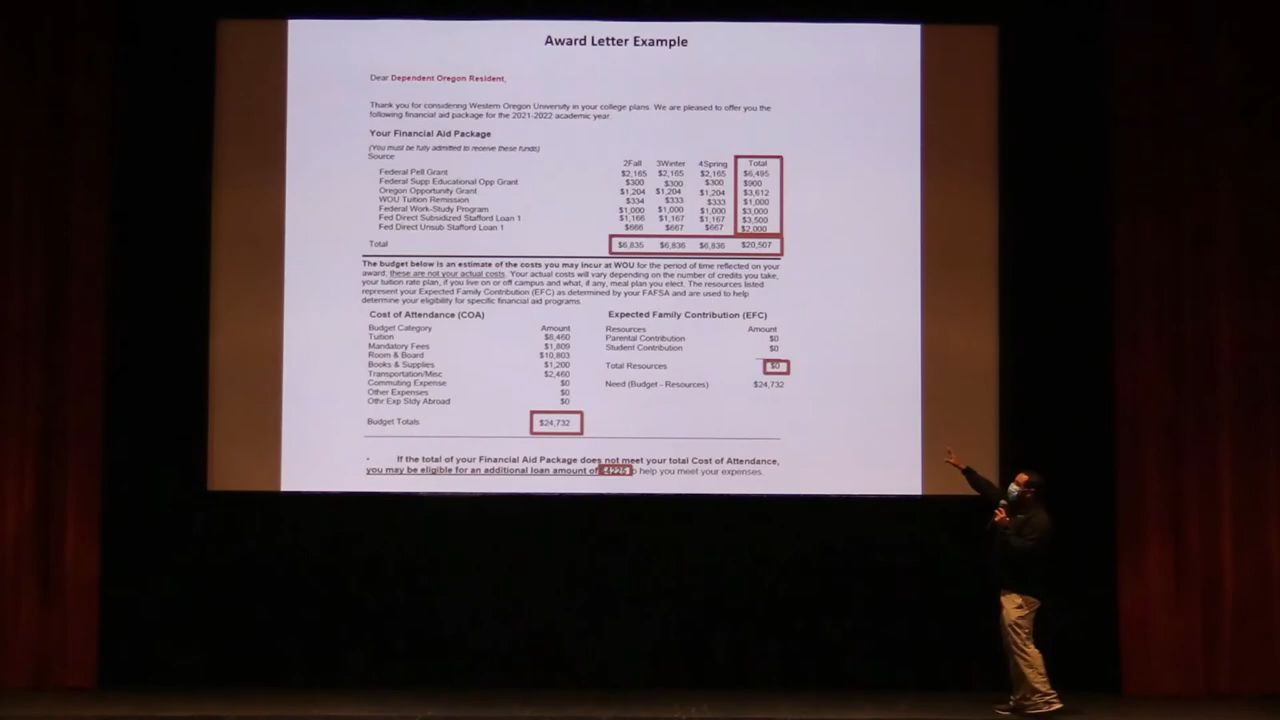 Award Letter Example
Dear Dependent Oregon Resident,
Thank you for considering Western Oregon University in your college plans. We are pleased to offer you the
following financial aid package for the 2021-2022 academic year.
Your Financial Aid Package
(You must be fully admitted to receive these funds)
Source 2Fall 3Winter 4Spring Total
Federal Pell Grant $2,165 $2,165 $2,165 $6,495
Federal Supp Educational Opp Grant $300 $300 $300 $900
Oregon Opportunity Grant $1,204 $1,204 $1,204 $3,612
WOU Tuition Remission $334 $333 $333 $1,000
Federal Work-Study Program $1,000 $1,000 $1,000 $3,000
Fed Direct Subsidized Stafford Loan 1 $1,166 $1,167 $1,167 $3,500
Fed Direct Unsub Stafford Loan 1 $666 $667 $667 $2,000
Total $6,835 $6,836 $6,836 $20,507
The budget below is an estimate of the costs you may incur at WOU for the period of time reflected on your
award, these are not your actual costs. Your actual costs will vary depending on the number of credits you take,
your tuition rate plan, if you live on or off campus and what, if any, meal plan you elect. The resources listed
represent your Expected Family Contribution (EFC) as determined by your FAFSA and are used to help
determine your eligibility for specific financial aid programs.
Cost of Attendance (COA) Expected Family Contribution (EFC)
Budget Category Amount Resources Amount
Tuition $8,460 Parental Contribution $0
Mandatory Fees $1,809 Student Contribution $0
Room & Board $10,803
Books & Supplies $1,200 Total Resources $0
Transportation/Misc $2,460
Commuting Expense $0 Need (Budget - Resources) $24,732
Other Expenses $0
Othr Exp Stdy Abroad $0
Budget Totals $24,732
- If the total of your Financial Aid Package does not meet your total Cost of Attendance,
you may be eligible for an additional loan amount of $4225 to help you meet your expenses.